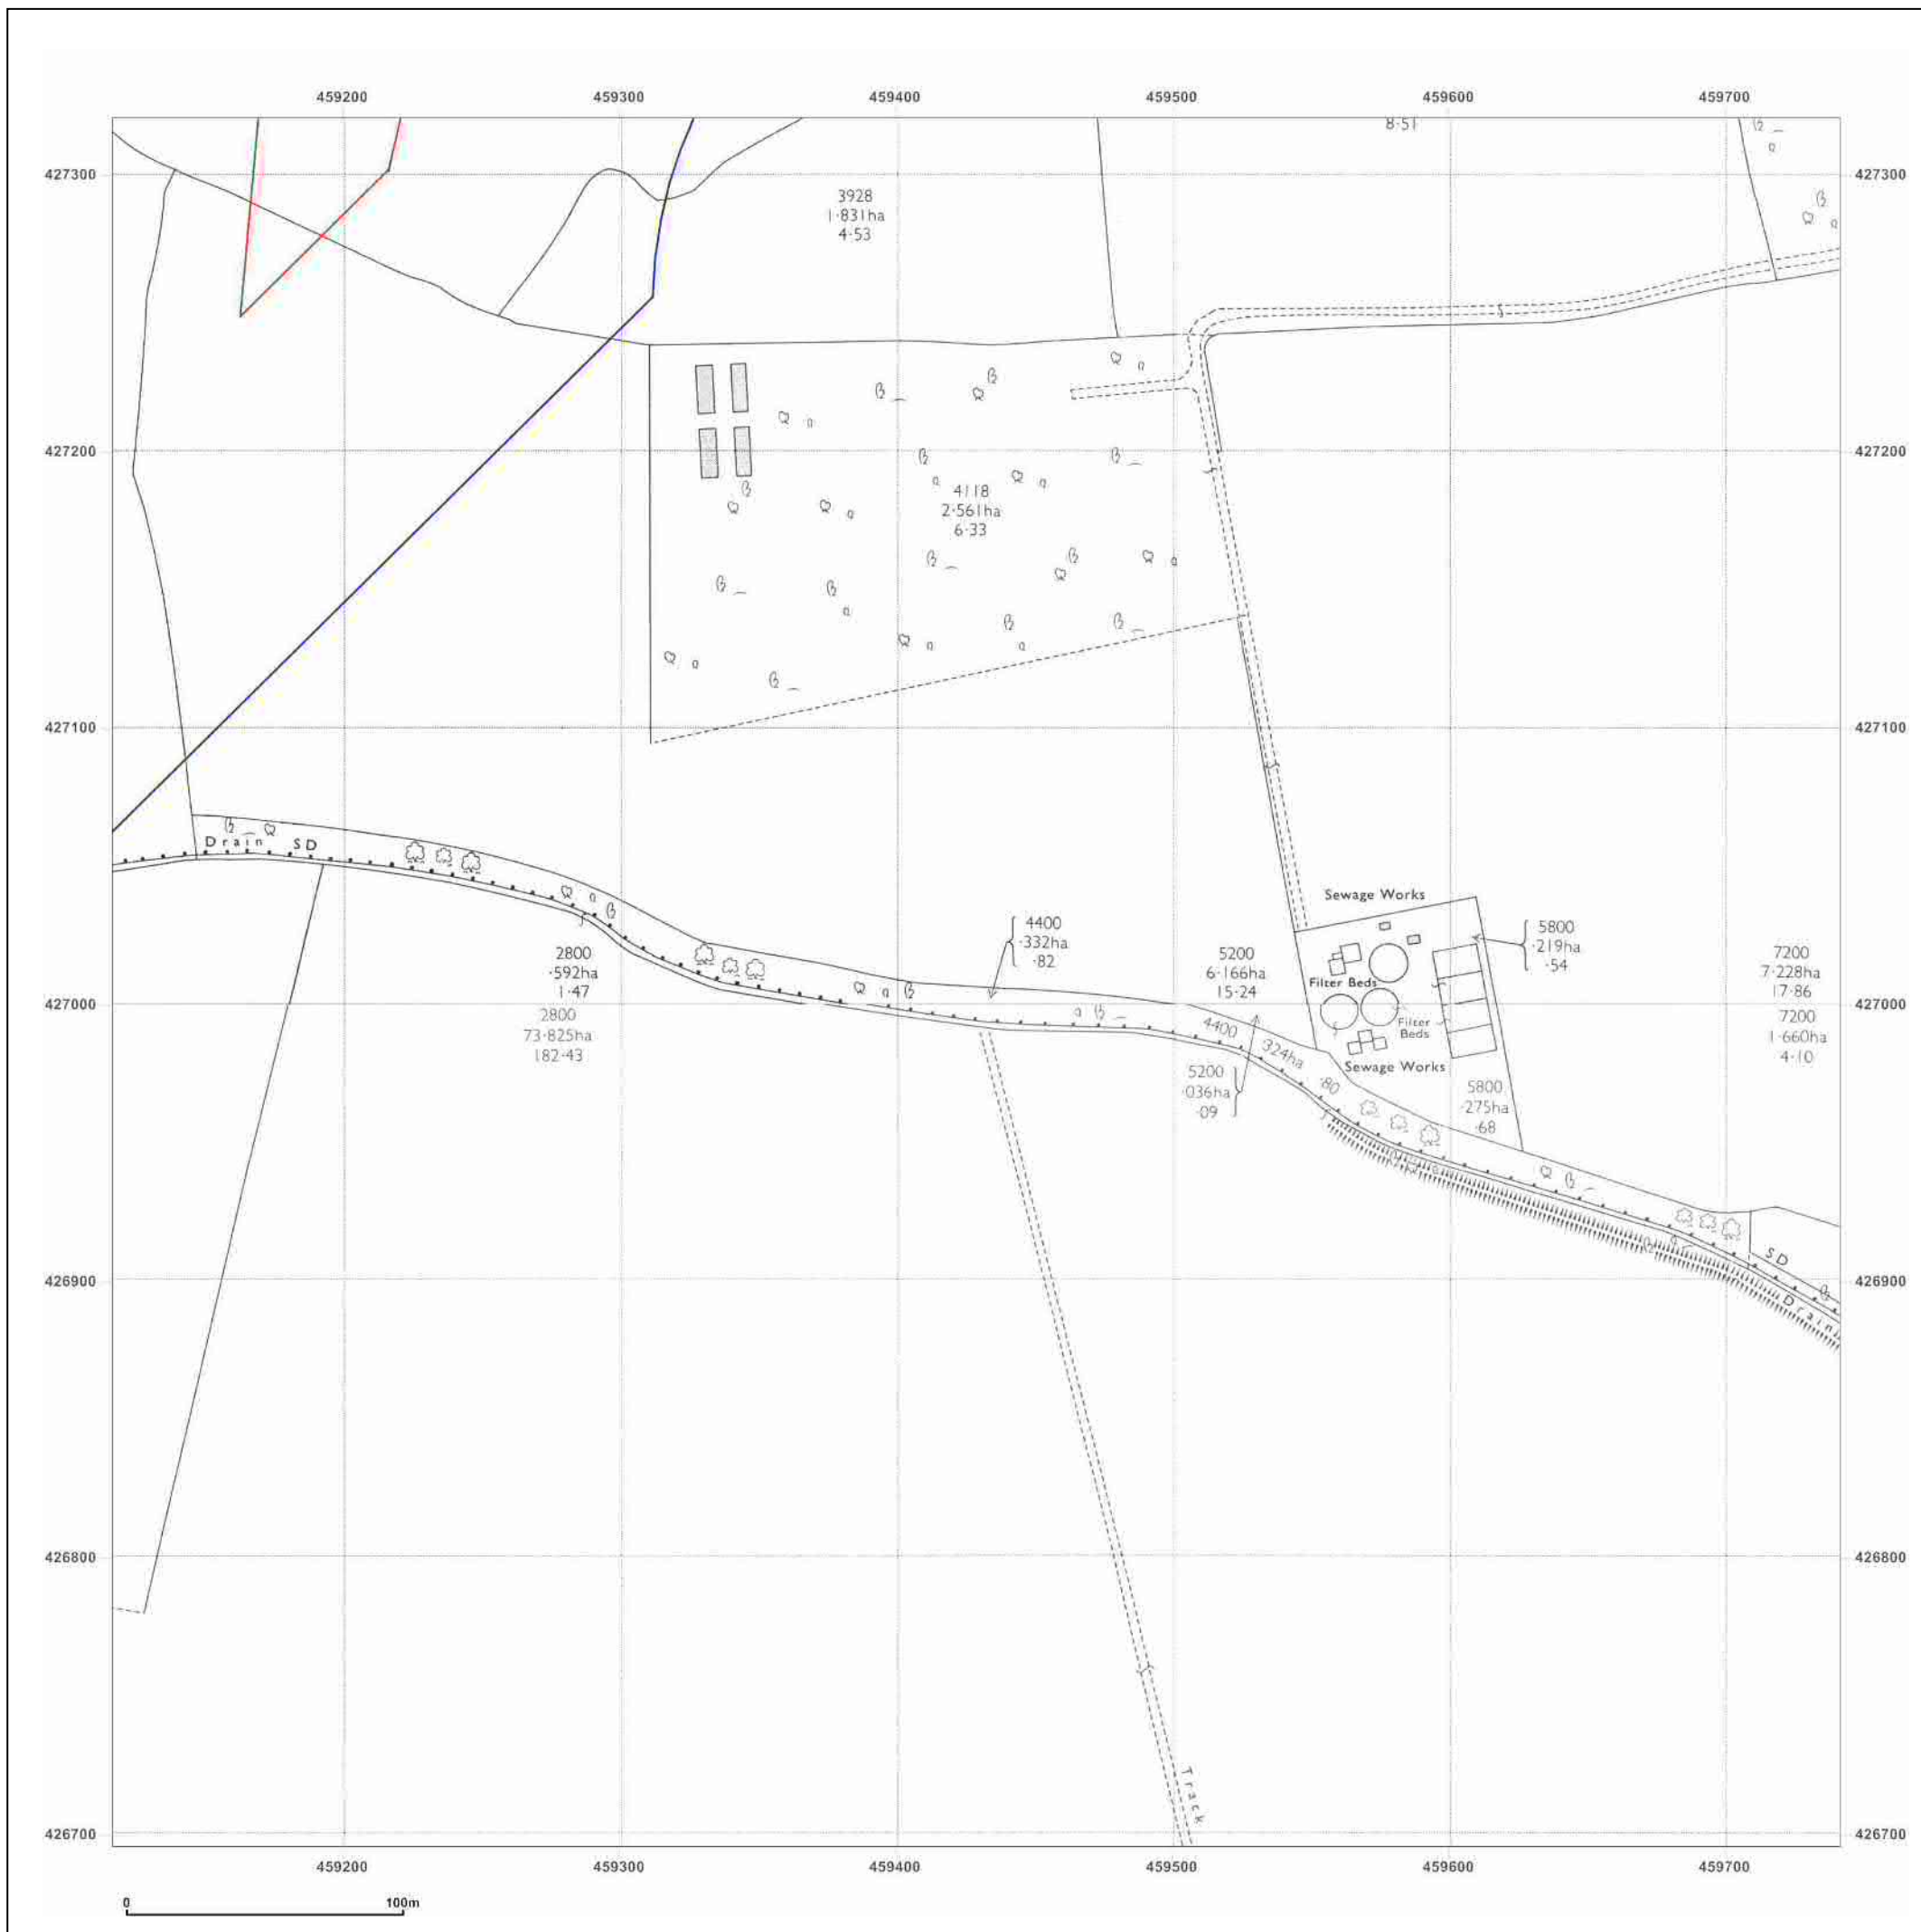 459200 459300 459400 459500 459600 459700
8·51
427300 427300
3928
1·831ha
4·53
427200 427200
4118
2·561ha
6·33
427100 427100
Drain SD
Sewage Works
4400
·332ha
·82
5800
·219ha
·54
2800
·592ha
1·47
5200
6·166ha
15·24
7200
7·228ha
17·86
Filter Beds
427000 427000
2800
73·825ha
182·43
7200
1·660ha
4·10
Filter
Beds
4400
·324ha
·80
Sewage Works
5200
·036ha
·09
5800
·275ha
·68
SD
426900 426900
Drain
426800 426800
Track
426700 426700
459200 459300 459400 459500 459600 459700
0 100m